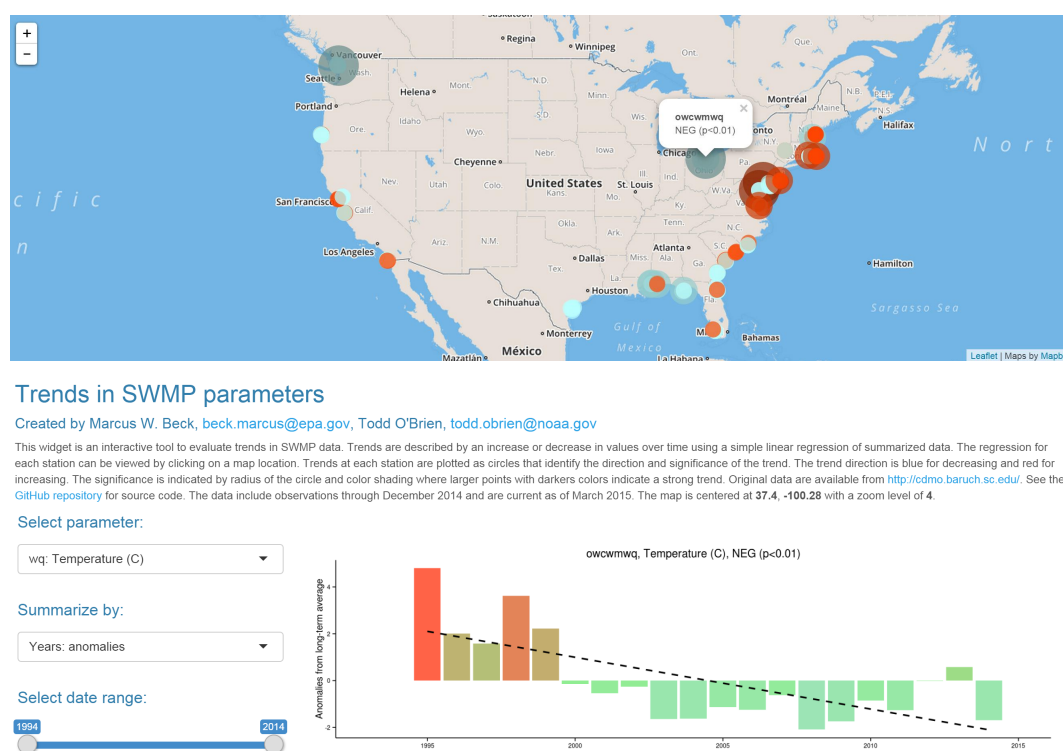 +
−
Regina
Winnipeg
Ont.
Que.
Vancouver
Wash.
Seattle
Helena
Mont.
N.D.
Minn.
Montréal
N.B.
P.E.I.
Maine
N.S.
Halifax
Portland
Ore.
Idaho
Wyo.
S.D.
Wis.
owcwmwq
NEG (p<0.01)
×
N.Y.
Nort
Cheyenne
Nebr.
Iowa
Pa.
cific
Nev.
Utah
Colo.
United States
Kans.
St. Louis
Mo.
Ill.
Ind.
W.Va.
Ky.
San Francisc
Calif.
n
Okla.
Tenn.
N.C.
Ark.
Los Angeles
Ariz.
N.M.
Dallas
Tex.
Atlanta
Miss.
Ala.
Ga.
S.C.
Hamilton
La.
Houston
Fla.
Chihuahua
Sargasso Sea
Gulf of
Mexico
Monterrey
Bahamas
México
Mazatlán
La Habana
Leaflet | Maps by Mapb
Trends in SWMP parameters
Created by Marcus W. Beck, beck.marcus@epa.gov, Todd O'Brien, todd.obrien@noaa.gov
This widget is an interactive tool to evaluate trends in SWMP data. Trends are described by an increase or decrease in values over time using a simple linear regression of summarized data. The regression for
each station can be viewed by clicking on a map location. Trends at each station are plotted as circles that identify the direction and significance of the trend. The trend direction is blue for decreasing and red for
increasing. The significance is indicated by radius of the circle and color shading where larger points with darkers colors indicate a strong trend. Original data are available from http://cdmo.baruch.sc.edu/. See the
GitHub repository for source code. The data include observations through December 2014 and are current as of March 2015. The map is centered at 37.4, -100.28 with a zoom level of 4.
Select parameter:
wq: Temperature (C)
Summarize by:
Years: anomalies
Select date range:
1994
2014
owcwmwq, Temperature (C), NEG (p<0.01)
Anomalies from long-term average
4
2
0
-2
1995
2000
2005
2010
2015